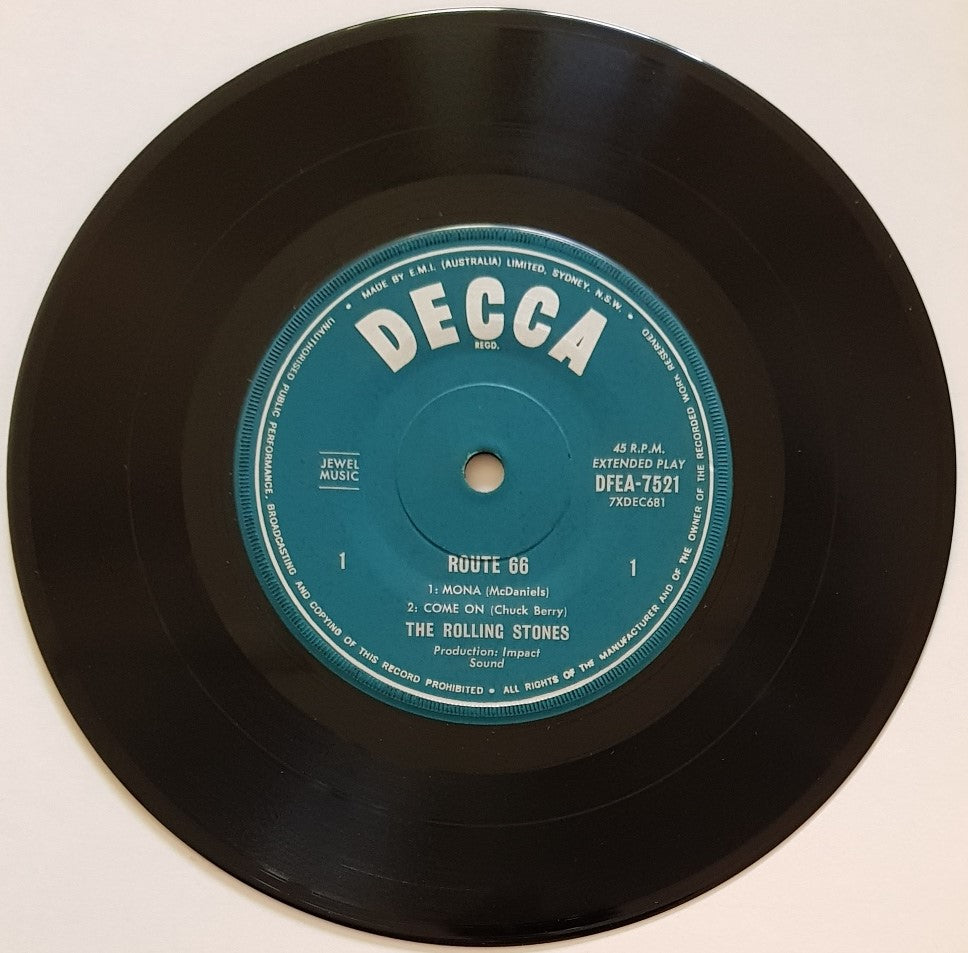 MADE BY E.M.I. (AUSTRALIA) LIMITED, SYDNEY, N.S.W.
DECCA
REGD.
JEWEL
MUSIC
45 R.P.M.
EXTENDED PLAY
DFEA-7521
7XDEC681
1
1
ROUTE 66
1: MONA (McDaniels)
2: COME ON (Chuck Berry)
THE ROLLING STONES
Production: Impact
Sound
UNAUTHORISED PUBLIC PERFORMANCE, BROADCASTING AND COPYING OF THIS RECORD PROHIBITED • ALL RIGHTS OF THE MANUFACTURER AND OF THE OWNER OF THE RECORDED WORK RESERVED